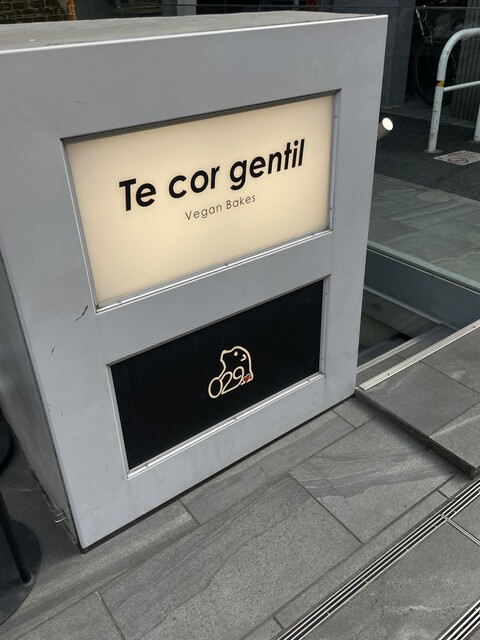 Te cor gentil
Vegan Bakes
029